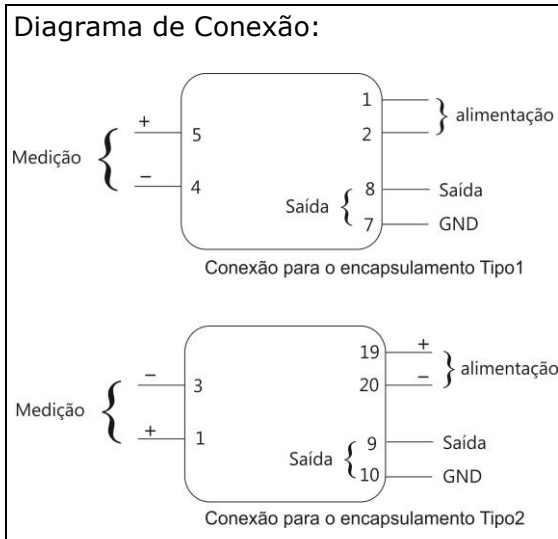 Diagrama de Conexão:
1
+ 5 2 } alimentação
Medição {
− 4 8 Saída
Saída {
7 GND
Conexão para o encapsulamento Tipo1
19 +
− 3 20 − } alimentação
Medição {
+ 1 9 Saída
Saída {
10 GND
Conexão para o encapsulamento Tipo2